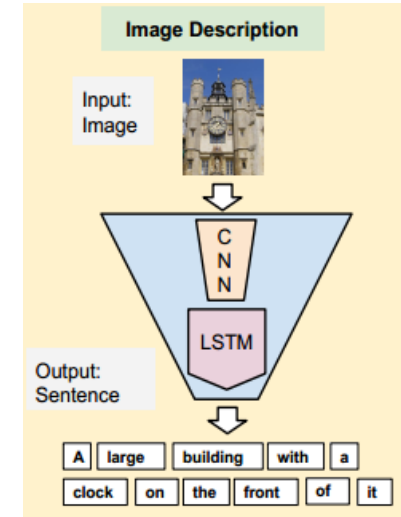 Image Description
Input:
Image
C
N
N
LSTM
Output:
Sentence
A large building with a
clock on the front of it